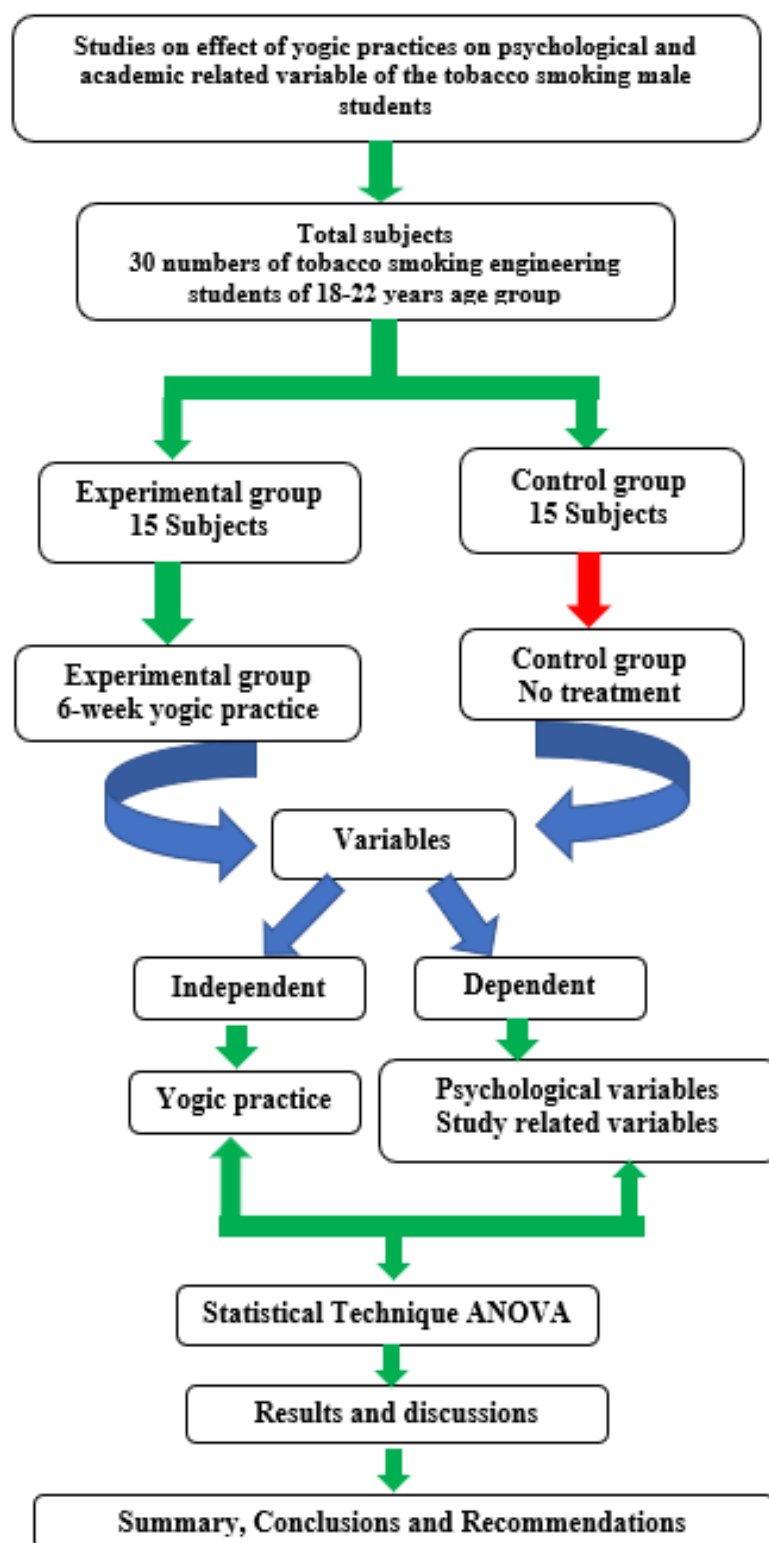 Studies on effect of yogic practices on psychological and
academic related variable of the tobacco smoking male
students
Total subjects
30 numbers of tobacco smoking engineering
students of 18-22 years age group
Experimental group
15 Subjects
Control group
15 Subjects
Experimental group
6-week yogic practice
Control group
No treatment
Variables
Independent
Dependent
Yogic practice
Psychological variables
Study related variables
Statistical Technique ANOVA
Results and discussions
Summary, Conclusions and Recommendations